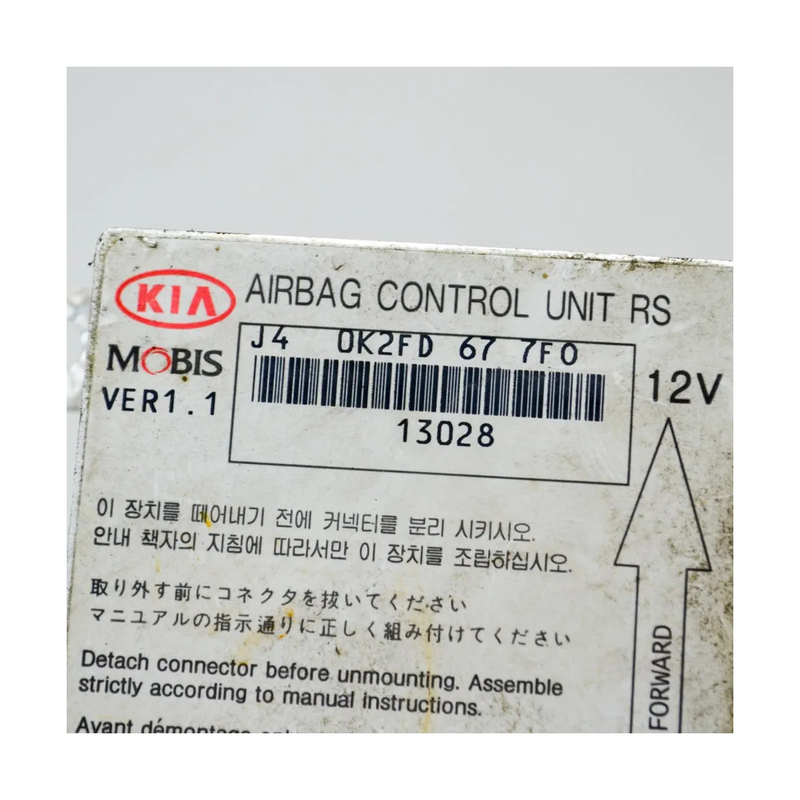 KIA AIRBAG CONTROL UNIT RS
MOBIS
J4 0K2FD 67 7F0
VER1.1
13028
12V
이 장치를 떼어내기 전에 커넥터를 분리 시키시오.
안내 책자의 지침에 따라서만 이 장치를 조립하십시오.
取り外す前にコネクタを抜いてください
マニュアルの指示通りに正しく組み付けてください
Detach connector before unmounting. Assemble
strictly according to manual instructions.
Avant démontage
FORWARD